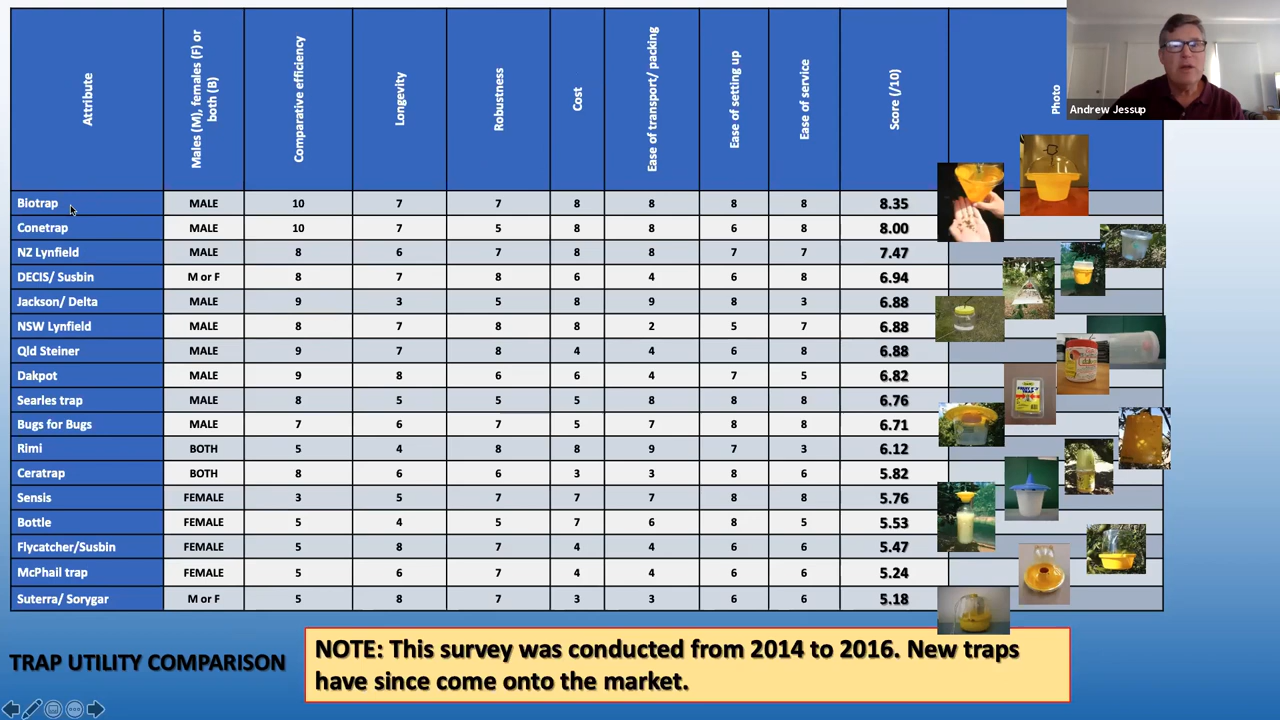 Andrew Jessup
Attribute
Males (M), females (F) or
both (B)
Comparative efficiency
Longevity
Robustness
Cost
Ease of transport/ packing
Ease of setting up
Ease of service
Score (/10)
Photo
Biotrap MALE 10 7 7 8 8 8 8 8.35
Conetrap MALE 10 7 5 8 8 6 8 8.00
NZ Lynfield MALE 8 6 7 8 8 7 7 7.47
DECIS/ Susbin M or F 8 7 8 6 4 6 8 6.94
Jackson/ Delta MALE 9 3 5 8 9 8 3 6.88
NSW Lynfield MALE 8 7 8 8 2 5 7 6.88
Qld Steiner MALE 9 7 8 4 4 6 8 6.88
Dakpot MALE 9 8 6 6 4 7 5 6.82
Searles trap MALE 8 5 5 5 8 8 8 6.76
Bugs for Bugs MALE 7 6 7 5 7 8 8 6.71
Rimi BOTH 5 4 8 8 9 7 3 6.12
Ceratrap BOTH 8 6 6 3 3 8 6 5.82
Sensis FEMALE 3 5 7 7 7 8 8 5.76
Bottle FEMALE 5 4 5 7 6 8 5 5.53
Flycatcher/Susbin FEMALE 5 8 7 4 4 6 6 5.47
McPhail trap FEMALE 5 6 7 4 4 6 6 5.24
Suterra/ Sorygar M or F 5 8 7 3 3 6 6 5.18
TRAP UTILITY COMPARISON
NOTE: This survey was conducted from 2014 to 2016. New traps
have since come onto the market.